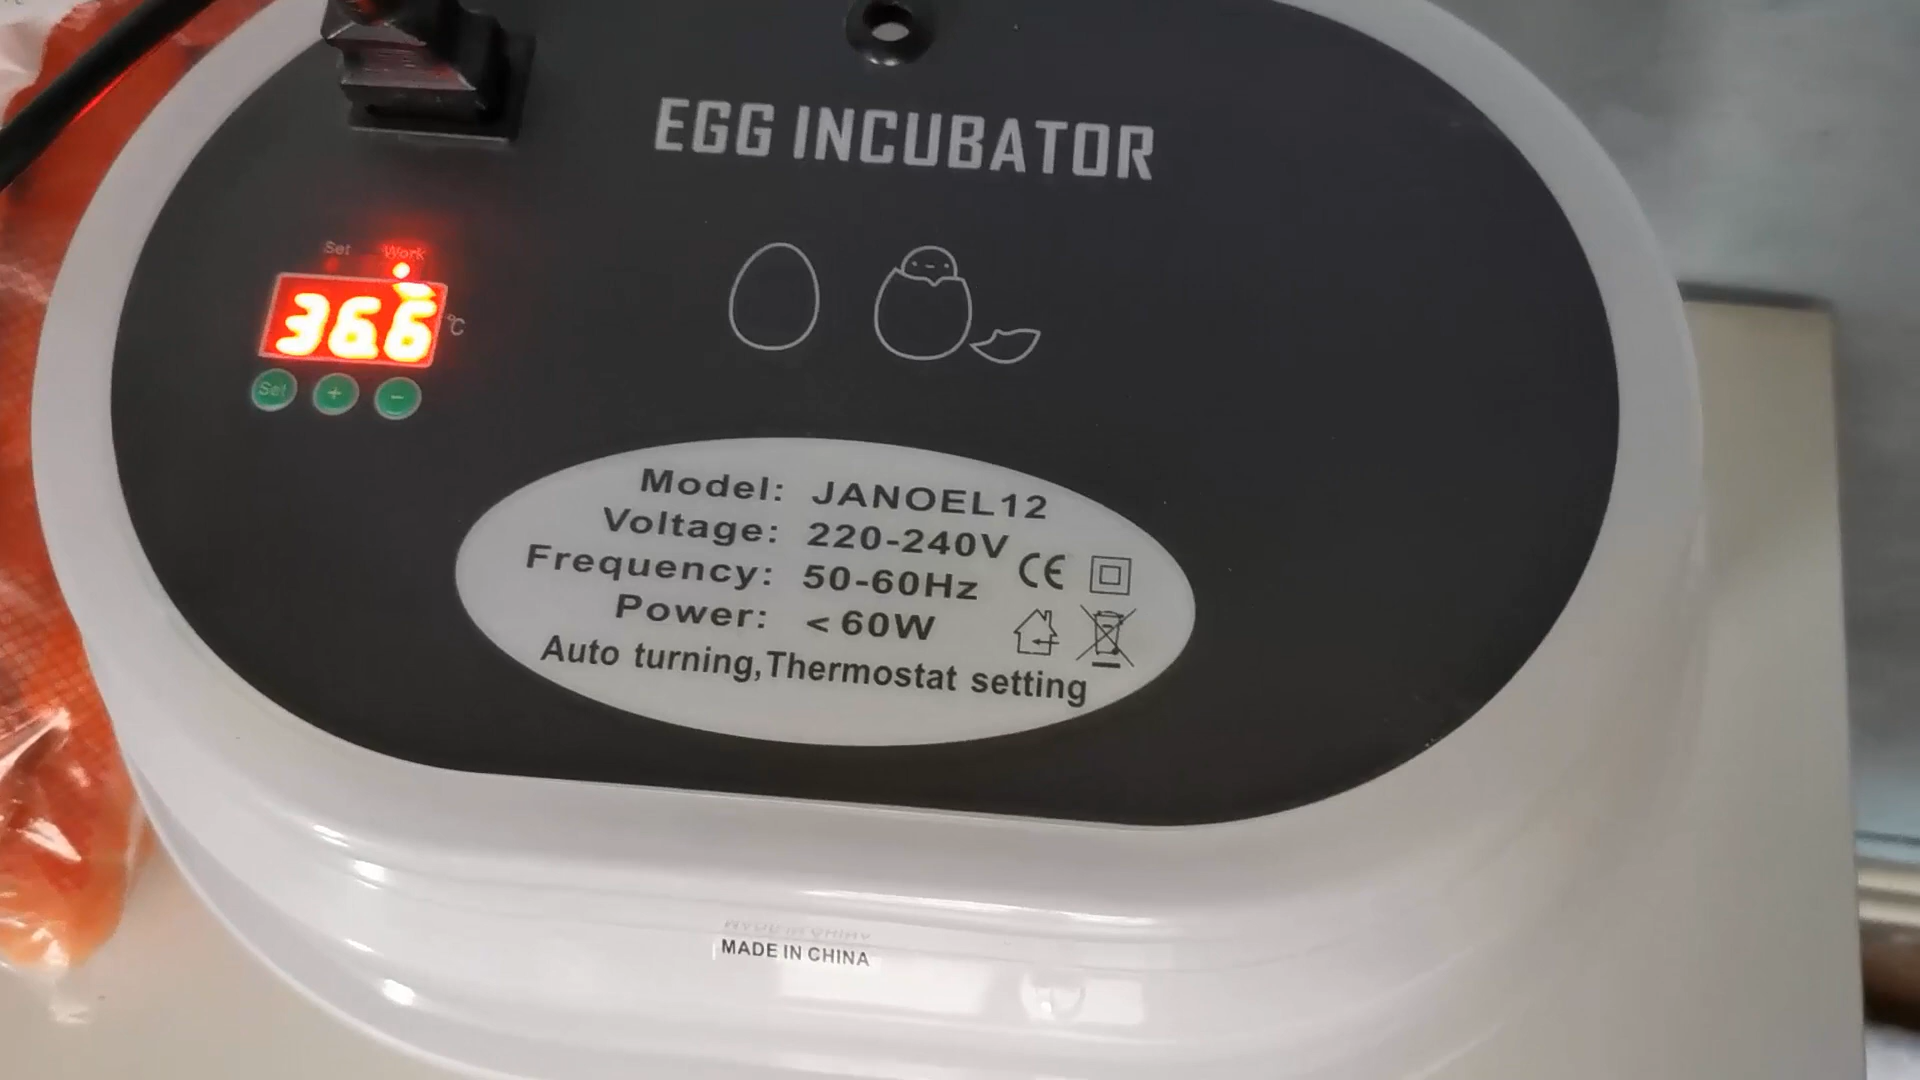 EGG INCUBATOR
Set Work
36.6 °C
Set + -
Model: JANOEL12
Voltage: 220-240V
Frequency: 50-60Hz
Power: <60W
CE
Auto turning,Thermostat setting
MADE IN CHINA